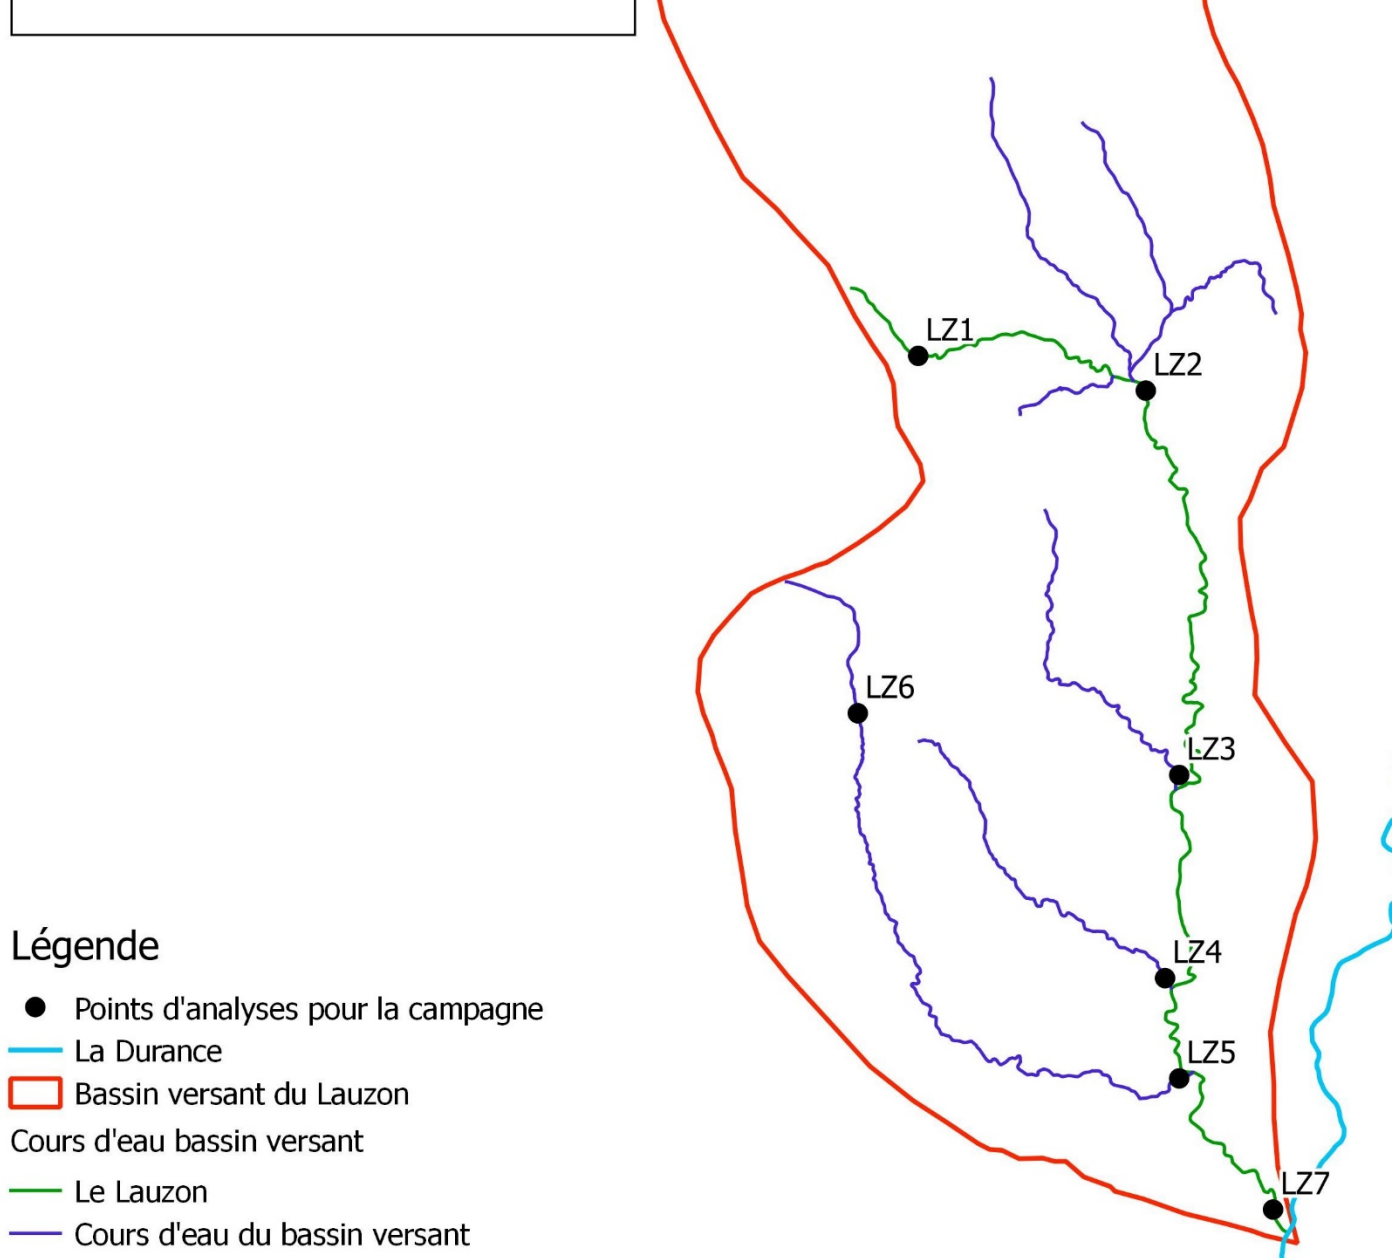 LZ1
LZ2
LZ6
LZ3
LZ4
LZ5
LZ7
Légende
Points d'analyses pour la campagne
La Durance
Bassin versant du Lauzon
Cours d'eau bassin versant
Le Lauzon
Cours d'eau du bassin versant